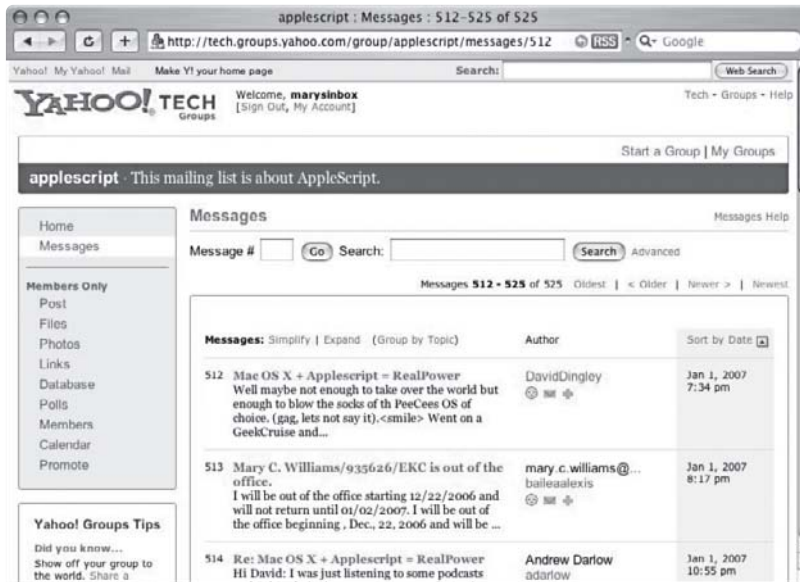 applescript : Messages : 512-525 of 525
http://tech.groups.yahoo.com/group/applescript/messages/512 RSS Google
Yahoo! My Yahoo! Mail Make Y! your home page Search: Web Search
YAHOO! TECH Groups
Welcome, marysinbox
[Sign Out, My Account]
Tech - Groups - Help
Start a Group | My Groups
applescript · This mailing list is about AppleScript.
Home
Messages
Members Only
Post
Files
Photos
Links
Database
Polls
Members
Calendar
Promote
Yahoo! Groups Tips
Did you know...
Show off your group to
the world. Share a
Messages Messages Help
Message # Go Search: Search Advanced
Messages 512 - 525 of 525 Oldest | < Older | Newer > | Newest
Messages: Simplify | Expand (Group by Topic) Author Sort by Date
512 Mac OS X + Applescript = RealPower
Well maybe not enough to take over the world but
enough to blow the socks of th PeeCees OS of
choice. (gag, lets not say it).<smile> Went on a
GeekCruise and...
DavidDingley
Jan 1, 2007
7:34 pm
513 Mary C. Williams/935626/EKC is out of the
office.
I will be out of the office starting 12/22/2006 and
will not return until 01/02/2007. I will be out of
the office beginning , Dec., 22, 2006 and will be ...
mary.c.williams@...
baileaalexis
Jan 1, 2007
8:17 pm
514 Re: Mac OS X + Applescript = RealPower
Hi David: I was just listening to some podcasts
Andrew Darlow
adarlow
Jan 1, 2007
10:55 pm